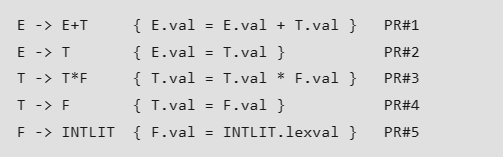 E -> E+T { E.val = E.val + T.val } PR#1
E -> T { E.val = T.val } PR#2
T -> T*F { T.val = T.val * F.val } PR#3
T -> F { T.val = F.val } PR#4
F -> INTLIT { F.val = INTLIT.lexval } PR#5